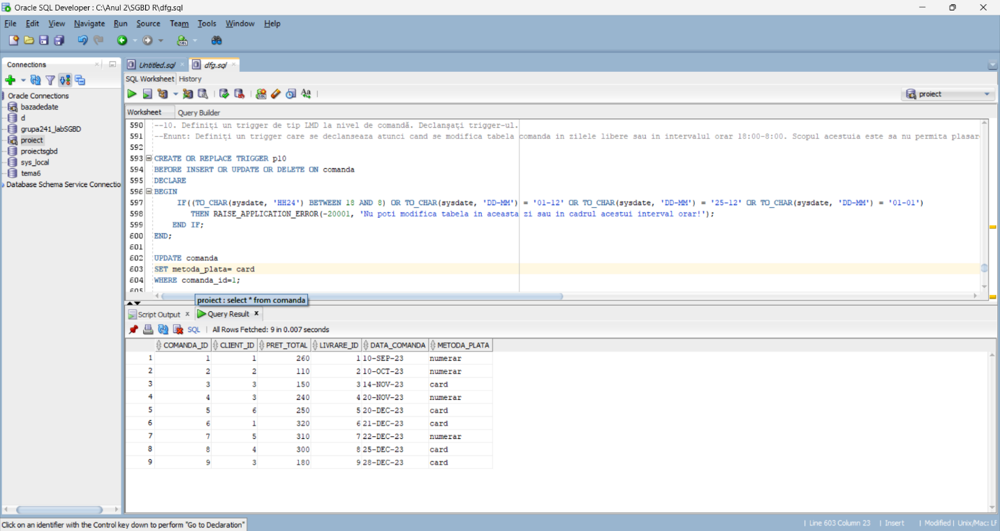 Oracle SQL Developer : C:\Anul 2\SGBD R\dfg.sql
File Edit View Navigate Run Source Team Tools Window Help
Connections
Oracle Connections
bazadedate
d
grupa241_labSGBD
proiect
proiectsgbd
sys_local
tema6
Database Schema Service Connectio
Untitled.sql dfg.sql
SQL Worksheet History
proiect
Worksheet Query Builder
590 --10. Definiți un trigger de tip LMD la nivel de comandă. Declanșați trigger-ul.
591 --Enunt: Definiți un trigger care se declanseaza atunci cand se modifica tabela comanda in zilele libere sau in intervalul orar 18:00-8:00. Scopul acestuia este sa nu permita plasar
592
593 CREATE OR REPLACE TRIGGER p10
594 BEFORE INSERT OR UPDATE OR DELETE ON comanda
595 DECLARE
596 BEGIN
597 IF((TO_CHAR(sysdate, 'HH24') BETWEEN 18 AND 8) OR TO_CHAR(sysdate, 'DD-MM') = '01-12' OR TO_CHAR(sysdate, 'DD-MM') = '25-12' OR TO_CHAR(sysdate, 'DD-MM') = '01-01')
598 THEN RAISE_APPLICATION_ERROR(-20001, 'Nu poti modifica tabela in aceasta zi sau in cadrul acestui interval orar!');
599 END IF;
600 END;
601
602 UPDATE comanda
603 SET metoda_plata= card
604 WHERE comanda_id=1;
605
proiect : select * from comanda
Script Output x Query Result x
SQL | All Rows Fetched: 9 in 0.007 seconds
COMANDA_ID CLIENT_ID PRET_TOTAL LIVRARE_ID DATA_COMANDA METODA_PLATA
1 1 1 260 1 10-SEP-23 numerar
2 2 2 110 2 10-OCT-23 numerar
3 3 3 150 3 14-NOV-23 card
4 4 3 240 4 20-NOV-23 numerar
5 5 6 250 5 20-DEC-23 card
6 6 1 320 6 21-DEC-23 card
7 7 5 310 7 22-DEC-23 numerar
8 8 4 300 8 25-DEC-23 card
9 9 3 180 9 28-DEC-23 card
Click on an identifier with the Control key down to perform "Go to Declaration"
| Line 603 Column 23 | Insert | Modified | Unix/Mac: LF